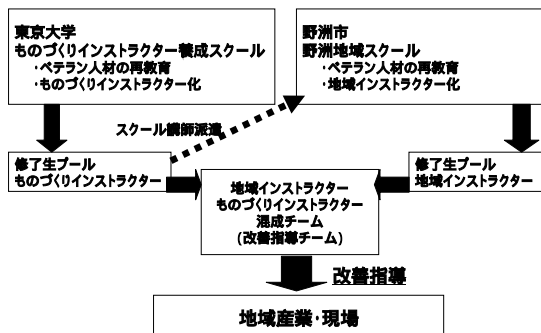 東京大学
ものづくりインストラクター養成スクール
・ベテラン人材の再教育
・ものづくりインストラクター化
野洲市
野洲地域スクール
・ベテラン人材の再教育
・地域インストラクター化
スクール講師派遣
修了生プール
ものづくりインストラクター
修了生プール
地域インストラクター
地域インストラクター
ものづくりインストラクター
混成チーム
(改善指導チーム)
改善指導
地域産業・現場